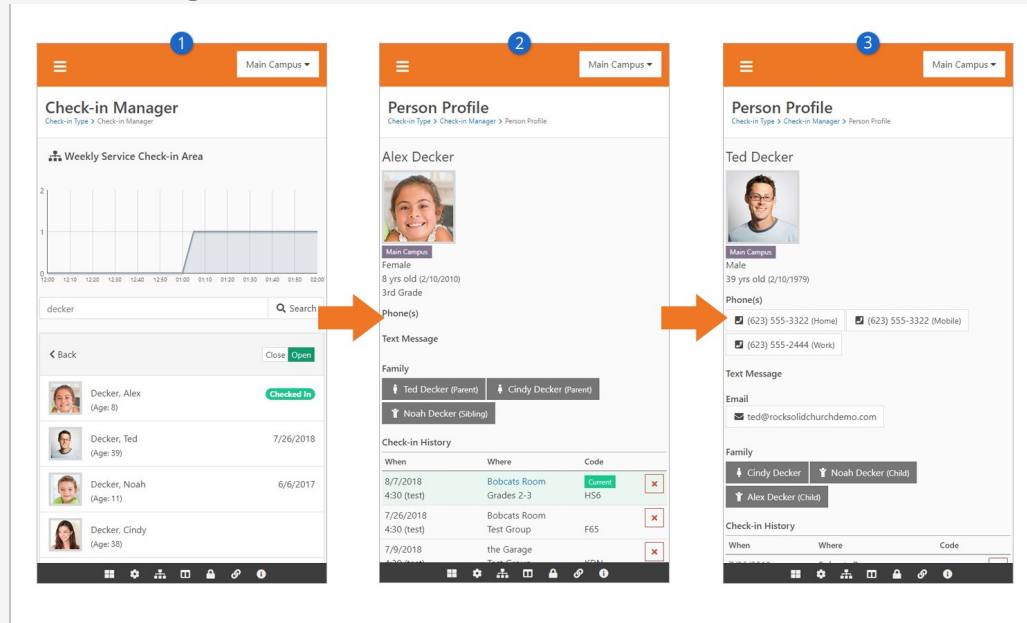 1
Main Campus
Check-in Manager
Check-in Type > Check-in Manager
Weekly Service Check-in Area
2
1
0
12:00 12:10 12:20 12:30 12:40 12:50 01:00 01:10 01:20 01:30 01:40 01:50 02:00
decker
Search
Back
Close Open
Decker, Alex
(Age: 8)
Checked In
Decker, Ted
(Age: 39)
7/26/2018
Decker, Noah
(Age: 11)
6/6/2017
Decker, Cindy
(Age: 38)
2
Main Campus
Person Profile
Check-in Type > Check-in Manager > Person Profile
Alex Decker
Main Campus
Female
8 yrs old (2/10/2010)
3rd Grade
Phone(s)
Text Message
Family
Ted Decker (Parent) Cindy Decker (Parent)
Noah Decker (Sibling)
Check-in History
When Where Code
8/7/2018 Bobcats Room Current
4:30 (test) Grades 2-3 HS6
7/26/2018 Bobcats Room
4:30 (test) Test Group F65
7/9/2018 the Garage
3
Main Campus
Person Profile
Check-in Type > Check-in Manager > Person Profile
Ted Decker
Main Campus
Male
39 yrs old (2/10/1979)
Phone(s)
(623) 555-3322 (Home) (623) 555-3322 (Mobile)
(623) 555-2444 (Work)
Text Message
Email
ted@rocksolidchurchdemo.com
Family
Cindy Decker Noah Decker (Child)
Alex Decker (Child)
Check-in History
When Where Code